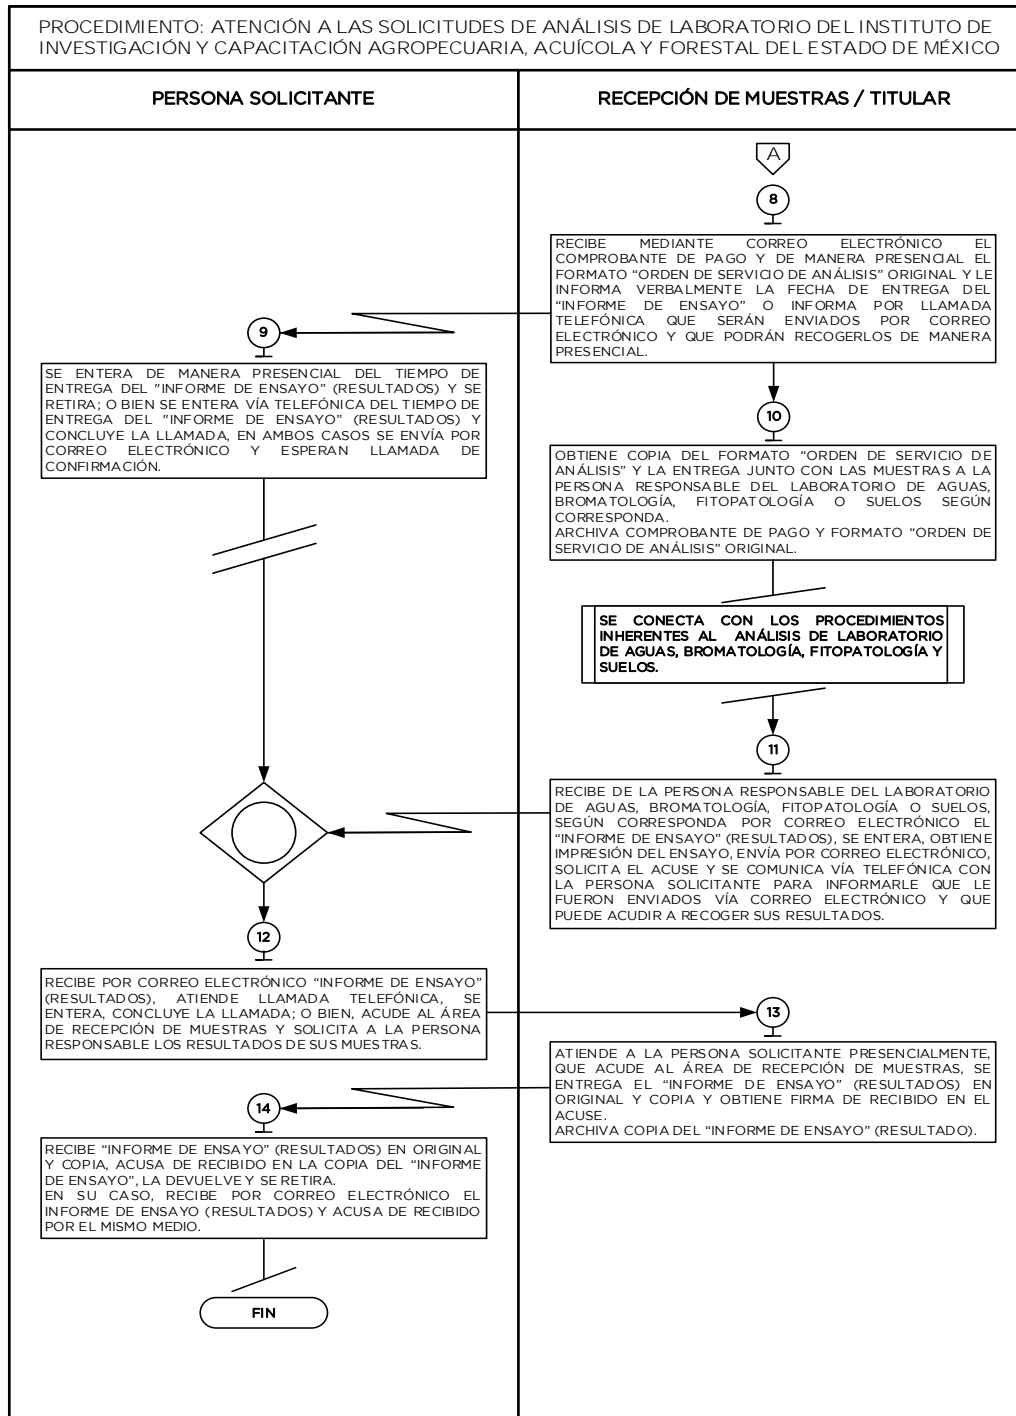 PROCEDIMIENTO: ATENCIÓN A LAS SOLICITUDES DE ANÁLISIS DE LABORATORIO DEL INSTITUTO DE
INVESTIGACIÓN Y CAPACITACIÓN AGROPECUARIA, ACUÍCOLA Y FORESTAL DEL ESTADO DE MÉXICO
PERSONA SOLICITANTE
RECEPCIÓN DE MUESTRAS / TITULAR
A
8
RECIBE MEDIANTE CORREO ELECTRÓNICO EL
COMPROBANTE DE PAGO Y DE MANERA PRESENCIAL EL
FORMATO “ORDEN DE SERVICIO DE ANÁLISIS” ORIGINAL Y LE
INFORMA VERBALMENTE LA FECHA DE ENTREGA DEL
“INFORME DE ENSAYO” O INFORMA POR LLAMADA
TELEFÓNICA QUE SERÁN ENVIADOS POR CORREO
ELECTRÓNICO Y QUE PODRÁN RECOGERLOS DE MANERA
PRESENCIAL.
9
SE ENTERA DE MANERA PRESENCIAL DEL TIEMPO DE
ENTREGA DEL "INFORME DE ENSAYO” (RESULTADOS) Y SE
RETIRA; O BIEN SE ENTERA VÍA TELEFÓNICA DEL TIEMPO DE
ENTREGA DEL "INFORME DE ENSAYO” (RESULTADOS) Y
CONCLUYE LA LLAMADA, EN AMBOS CASOS SE ENVÍA POR
CORREO ELECTRÓNICO Y ESPERAN LLAMADA DE
CONFIRMACIÓN.
10
OBTIENE COPIA DEL FORMATO “ORDEN DE SERVICIO DE
ANÁLISIS” Y LA ENTREGA JUNTO CON LAS MUESTRAS A LA
PERSONA RESPONSABLE DEL LABORATORIO DE AGUAS,
BROMATOLOGÍA, FITOPATOLOGÍA O SUELOS SEGÚN
CORRESPONDA.
ARCHIVA COMPROBANTE DE PAGO Y FORMATO “ORDEN DE
SERVICIO DE ANÁLISIS” ORIGINAL.
SE CONECTA CON LOS PROCEDIMIENTOS
INHERENTES AL ANÁLISIS DE LABORATORIO
DE AGUAS, BROMATOLOGÍA, FITOPATOLOGÍA Y
SUELOS.
11
RECIBE DE LA PERSONA RESPONSABLE DEL LABORATORIO
DE AGUAS, BROMATOLOGÍA, FITOPATOLOGÍA O SUELOS,
SEGÚN CORRESPONDA POR CORREO ELECTRÓNICO EL
“INFORME DE ENSAYO” (RESULTADOS), SE ENTERA, OBTIENE
IMPRESIÓN DEL ENSAYO, ENVÍA POR CORREO ELECTRÓNICO,
SOLICITA EL ACUSE Y SE COMUNICA VÍA TELEFÓNICA CON
LA PERSONA SOLICITANTE PARA INFORMARLE QUE LE
FUERON ENVIADOS VÍA CORREO ELECTRÓNICO Y QUE
PUEDE ACUDIR A RECOGER SUS RESULTADOS.
12
RECIBE POR CORREO ELECTRÓNICO “INFORME DE ENSAYO”
(RESULTADOS), ATIENDE LLAMADA TELEFÓNICA, SE
ENTERA, CONCLUYE LA LLAMADA; O BIEN, ACUDE AL ÁREA
DE RECEPCIÓN DE MUESTRAS Y SOLICITA A LA PERSONA
RESPONSABLE LOS RESULTADOS DE SUS MUESTRAS.
13
ATIENDE A LA PERSONA SOLICITANTE PRESENCIALMENTE,
QUE ACUDE AL ÁREA DE RECEPCIÓN DE MUESTRAS, SE
ENTREGA EL “INFORME DE ENSAYO” (RESULTADOS) EN
ORIGINAL Y COPIA Y OBTIENE FIRMA DE RECIBIDO EN EL
ACUSE.
ARCHIVA COPIA DEL “INFORME DE ENSAYO” (RESULTADO).
14
RECIBE “INFORME DE ENSAYO” (RESULTADOS) EN ORIGINAL
Y COPIA, ACUSA DE RECIBIDO EN LA COPIA DEL “INFORME
DE ENSAYO”, LA DEVUELVE Y SE RETIRA.
EN SU CASO, RECIBE POR CORREO ELECTRÓNICO EL
INFORME DE ENSAYO (RESULTADOS) Y ACUSA DE RECIBIDO
POR EL MISMO MEDIO.
FIN